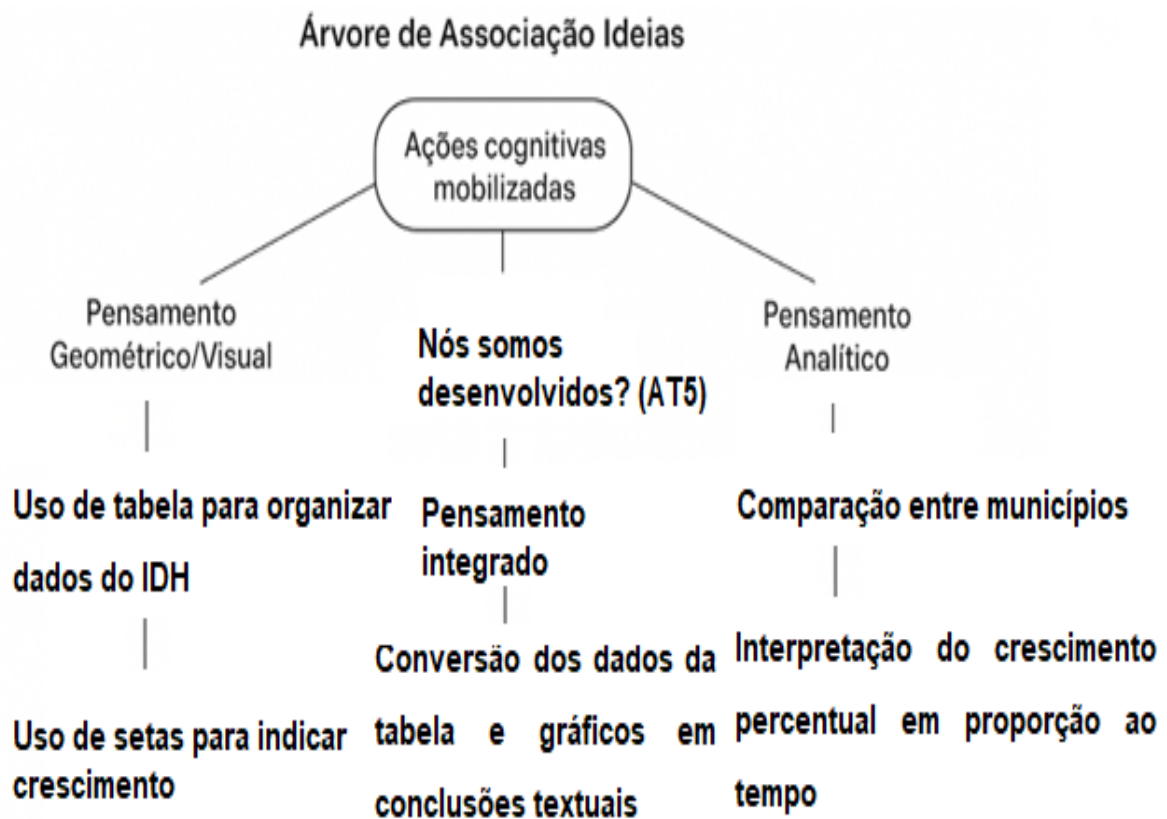 Árvore de Associação Ideias
Ações cognitivas
mobilizadas
Pensamento
Geométrico/Visual
Uso de tabela para organizar
dados do IDH
Uso de setas para indicar
crescimento
Nós somos
desenvolvidos? (AT5)
Pensamento
integrado
Conversão dos dados da
tabela e gráficos em
conclusões textuais
Pensamento
Analítico
Comparação entre municípios
Interpretação do crescimento
percentual em proporção ao
tempo